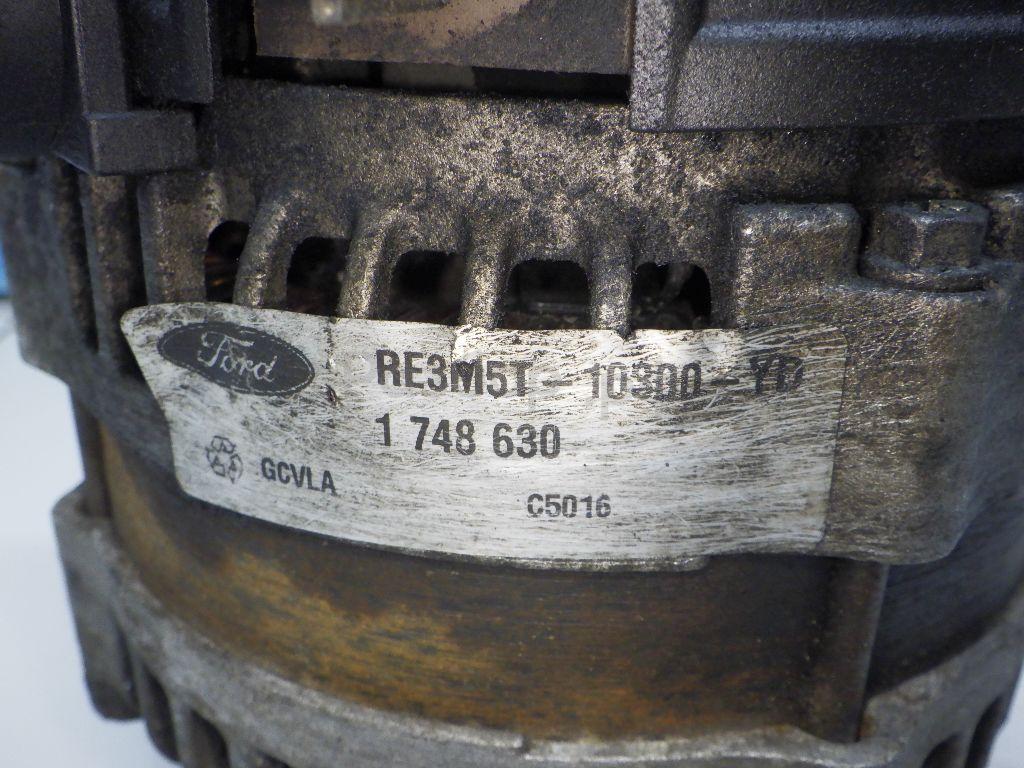 Ford
RE3M5T-10300-YD
1 748 630
GCVLA
C5016